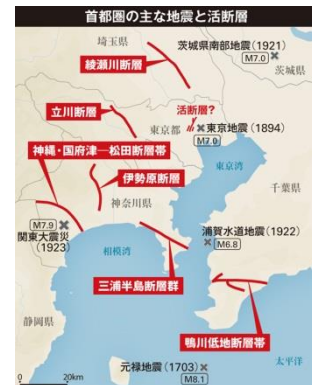 首都圏の主な地震と活断層
埼玉県
茨城県南部地震(1921)
M7.0
茨城県
綾瀬川断層
立川断層
活断層?
東京都
東京地震(1894)
M7.0
神縄・国府津—松田断層帯
伊勢原断層
東京湾
千葉県
神奈川県
M7.9
関東大震災
(1923)
浦賀水道地震(1922)
M6.8
相模湾
三浦半島断層群
鴨川低地断層帯
静岡県
太平洋
元禄地震(1703)
M8.1
0 20km